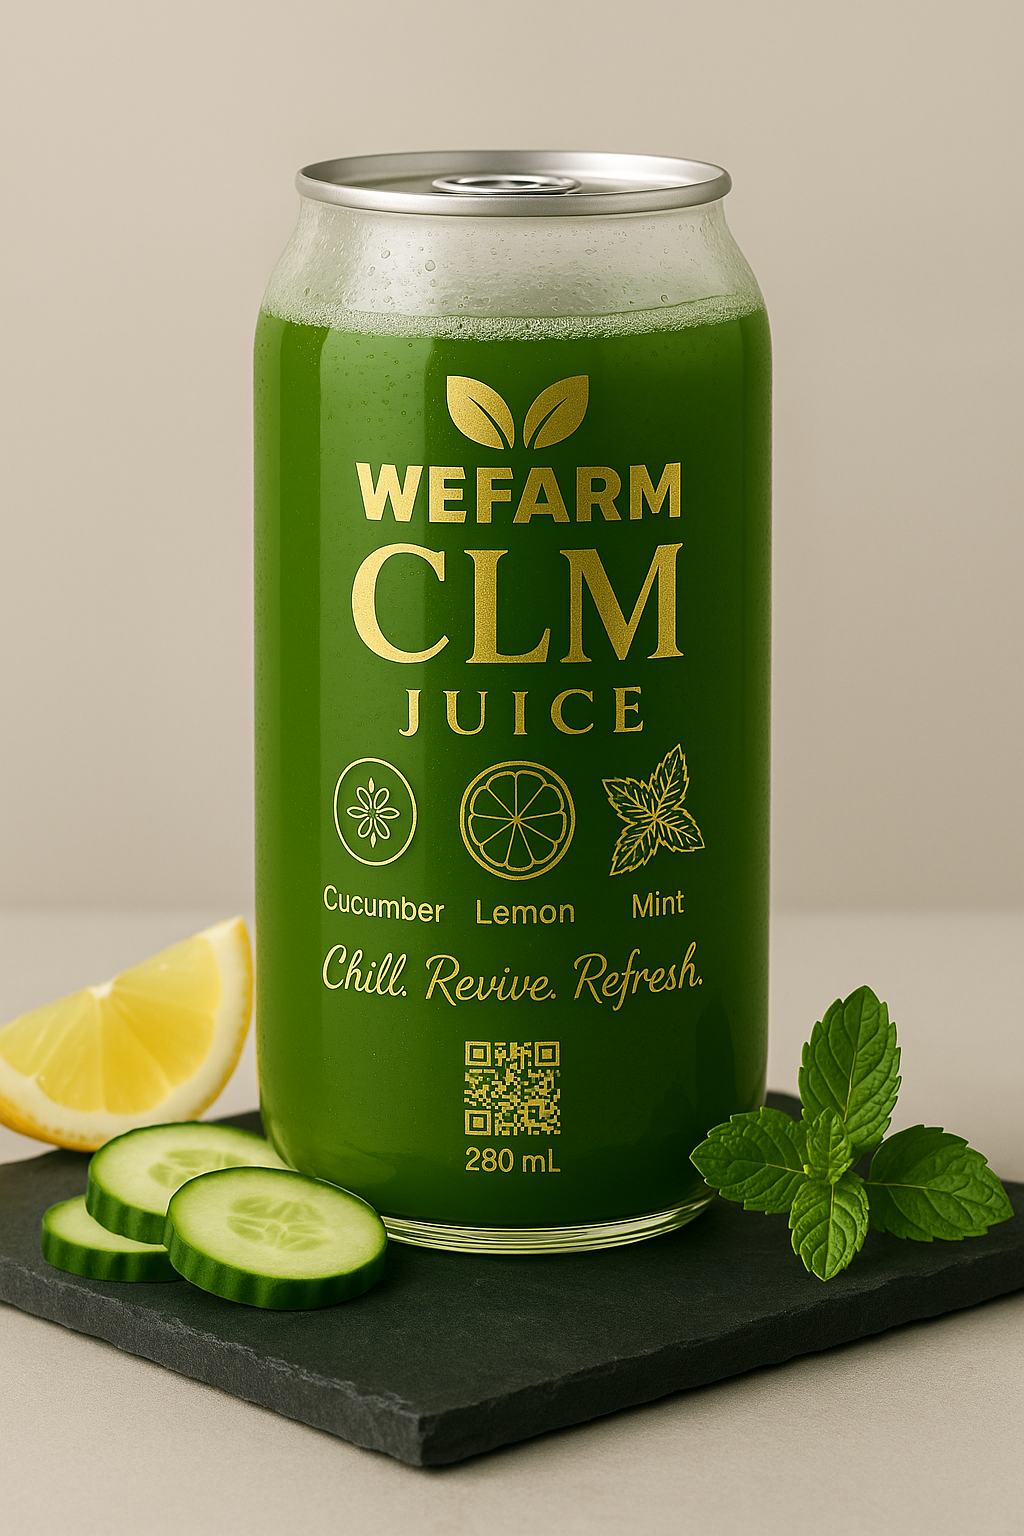 WEFARM
CLM
JUICE
Cucumber Lemon Mint
Chill. Revive. Refresh.
280 mL